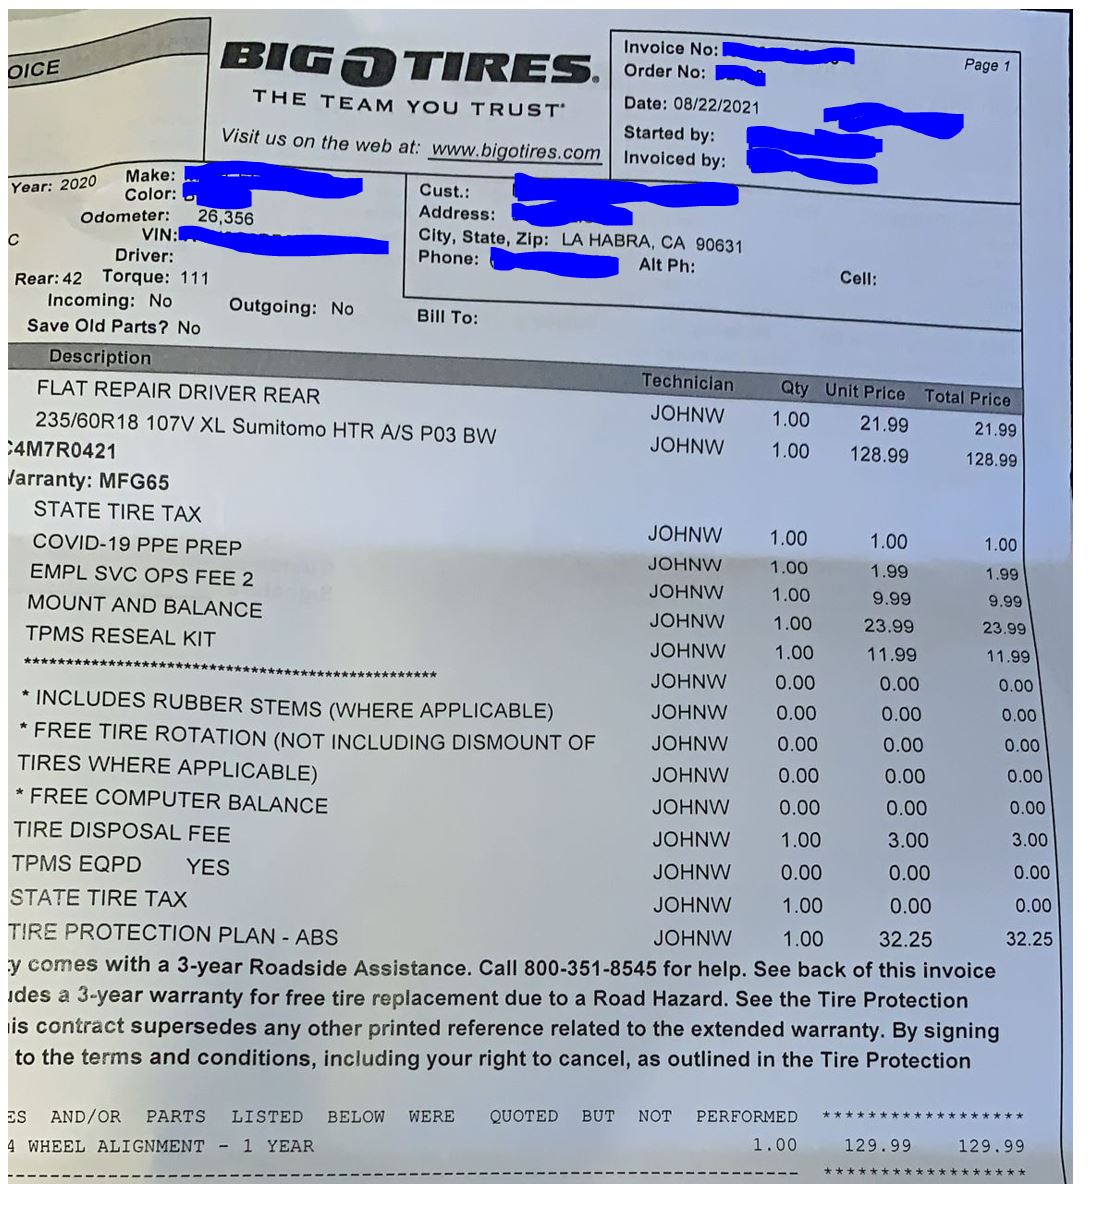 OICE
BIG O TIRES®
THE TEAM YOU TRUST
Visit us on the web at: www.bigotires.com
Invoice No:
Page 1
Order No:
Date: 08/22/2021
Started by:
Invoiced by:
Year: 2020 Make:
Color:
Odometer: 26,356
C VIN:
Driver:
Rear: 42 Torque: 111
Incoming: No Outgoing: No
Save Old Parts? No
Cust.:
Address:
City, State, Zip: LA HABRA, CA 90631
Phone: Alt Ph: Cell:
Bill To:
Description Technician Qty Unit Price Total Price
FLAT REPAIR DRIVER REAR JOHNW 1.00 21.99 21.99
235/60R18 107V XL Sumitomo HTR A/S P03 BW JOHNW 1.00 128.99 128.99
C4M7R0421
Warranty: MFG65
STATE TIRE TAX JOHNW 1.00 1.00 1.00
COVID-19 PPE PREP JOHNW 1.00 1.99 1.99
EMPL SVC OPS FEE 2 JOHNW 1.00 9.99 9.99
MOUNT AND BALANCE JOHNW 1.00 23.99 23.99
TPMS RESEAL KIT JOHNW 1.00 11.99 11.99
************************************************** JOHNW 0.00 0.00 0.00
* INCLUDES RUBBER STEMS (WHERE APPLICABLE) JOHNW 0.00 0.00 0.00
* FREE TIRE ROTATION (NOT INCLUDING DISMOUNT OF JOHNW 0.00 0.00 0.00
TIRES WHERE APPLICABLE) JOHNW 0.00 0.00 0.00
* FREE COMPUTER BALANCE JOHNW 0.00 0.00 0.00
TIRE DISPOSAL FEE JOHNW 1.00 3.00 3.00
TPMS EQPD YES JOHNW 0.00 0.00 0.00
STATE TIRE TAX JOHNW 1.00 0.00 0.00
TIRE PROTECTION PLAN - ABS JOHNW 1.00 32.25 32.25
ty comes with a 3-year Roadside Assistance. Call 800-351-8545 for help. See back of this invoice
udes a 3-year warranty for free tire replacement due to a Road Hazard. See the Tire Protection
is contract supersedes any other printed reference related to the extended warranty. By signing
to the terms and conditions, including your right to cancel, as outlined in the Tire Protection
ES AND/OR PARTS LISTED BELOW WERE QUOTED BUT NOT PERFORMED ******************
4 WHEEL ALIGNMENT - 1 YEAR 1.00 129.99 129.99
------------------------------------------------------------ ******************